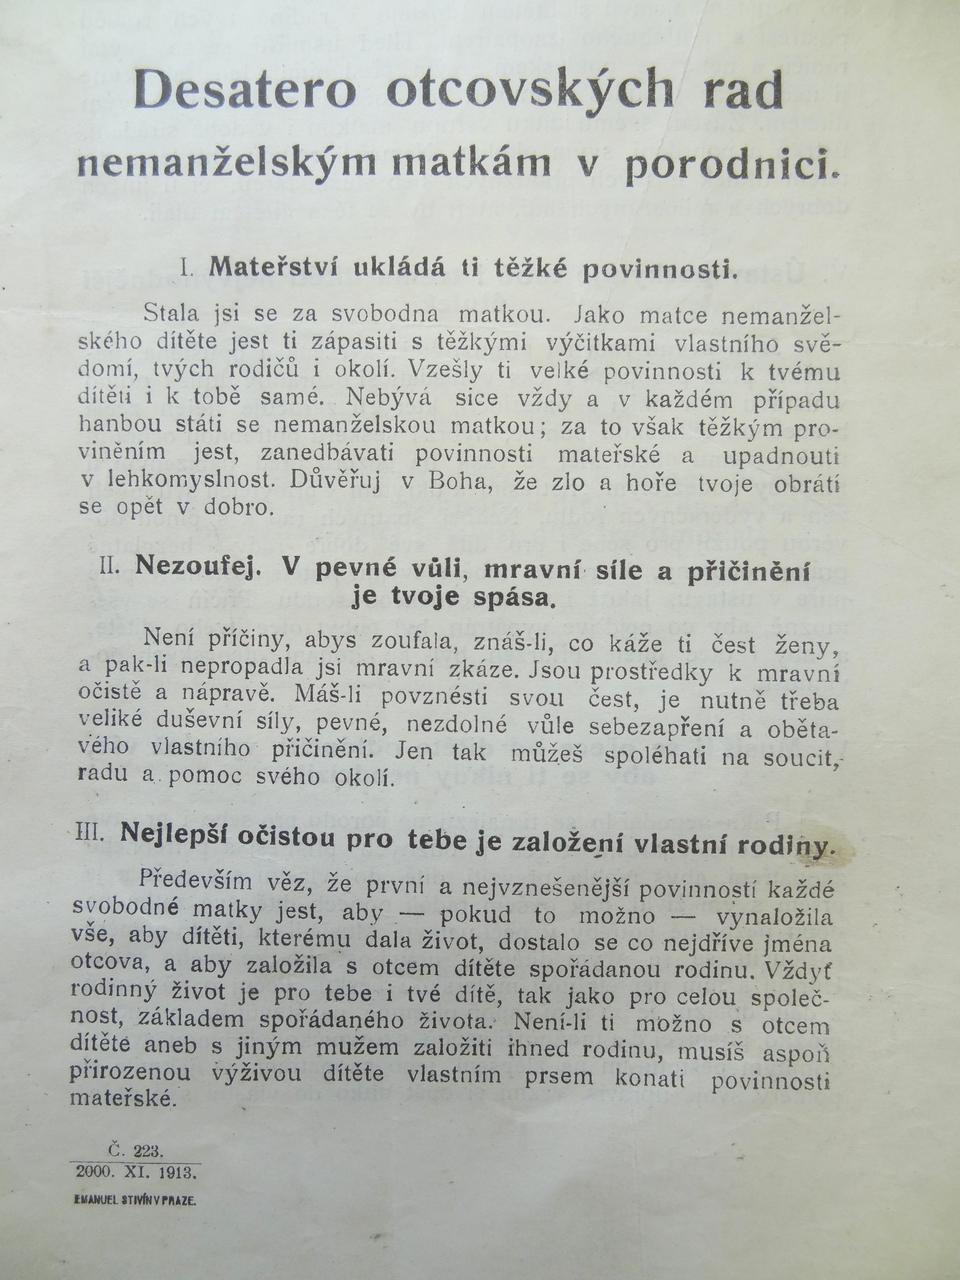 Desatero otcovských rad
nemanželským matkám v porodnici.
I. Mateřství ukládá ti těžké povinnosti.
Stala jsi se za svobodna matkou. Jako matce nemanžel-
ského dítěte jest ti zápasiti s těžkými výčitkami vlastního svě-
domí, tvých rodičů i okolí. Vzešly ti velké povinnosti k tvému
dítěti i k tobě samé. Nebývá sice vždy a v každém případu
hanbou státi se nemanželskou matkou; za to však těžkým pro-
viněním jest, zanedbávati povinnosti mateřské a upadnouti
v lehkomyslnost. Důvěřuj v Boha, že zlo a hoře tvoje obrátí
se opět v dobro.
II. Nezoufej. V pevné vůli, mravní síle a přičinění
je tvoje spása.
Není příčiny, abys zoufala, znáš-li, co káže ti čest ženy,
a pak-li nepropadla jsi mravní zkáze. Jsou prostředky k mravní
očistě a nápravě. Máš-li povznésti svou čest, je nutně třeba
veliké duševní síly, pevné, nezdolné vůle sebezapření a oběta-
vého vlastního přičinění. Jen tak můžeš spoléhati na soucit,
radu a pomoc svého okolí.
III. Nejlepší očistou pro tebe je založení vlastní rodiny.
Především věz, že první a nejvznešenější povinností každé
svobodné matky jest, aby — pokud to možno — vynaložila
vše, aby dítěti, kterému dala život, dostalo se co nejdříve jména
otcova, a aby založila s otcem dítěte spořádanou rodinu. Vždyť
rodinný život je pro tebe i tvé dítě, tak jako pro celou společ-
nost, základem spořádaného života. Není-li ti možno s otcem
dítěte aneb s jiným mužem založiti ihned rodinu, musíš aspoň
přirozenou výživou dítěte vlastním prsem konati povinnosti
mateřské.
Č. 223.
2000. XI. 1913.
EMANUEL STIVÍN V PRAZE.